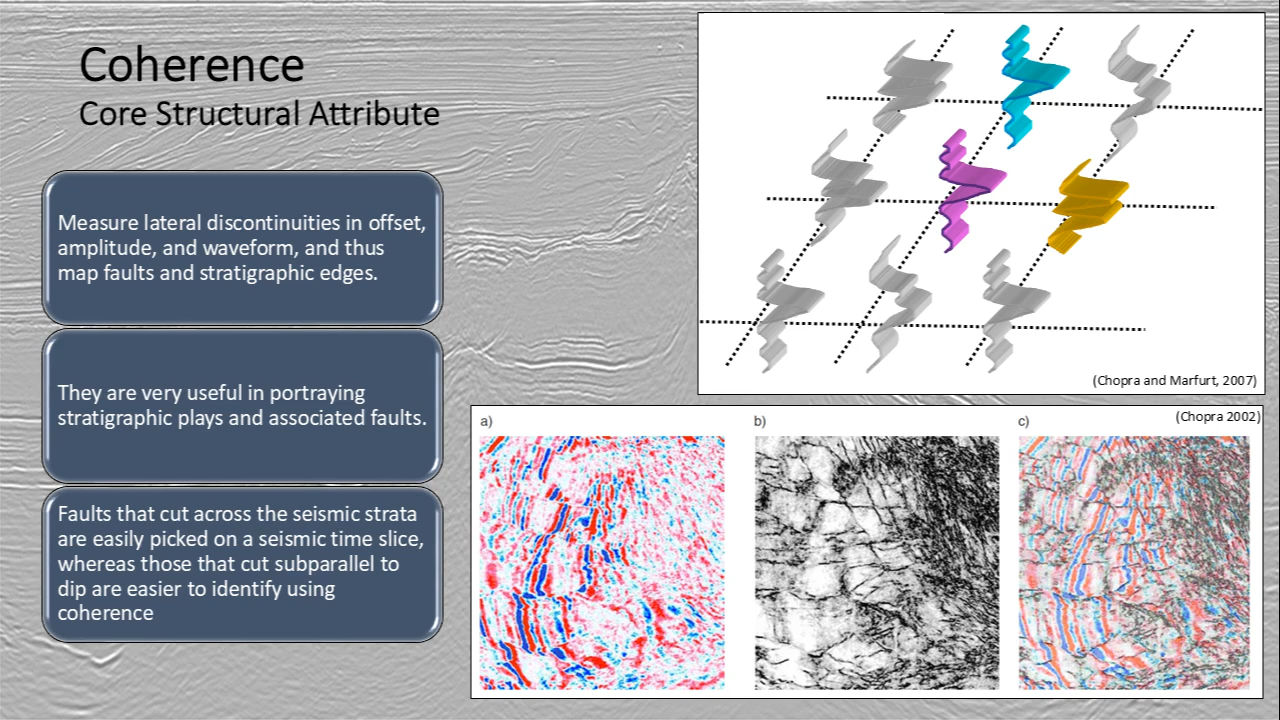 Coherence
Core Structural Attribute
Measure lateral discontinuities in offset,
amplitude, and waveform, and thus
map faults and stratigraphic edges.
They are very useful in portraying
stratigraphic plays and associated faults.
Faults that cut across the seismic strata
are easily picked on a seismic time slice,
whereas those that cut subparallel to
dip are easier to identify using
coherence
(Chopra and Marfurt, 2007)
(Chopra 2002)
a)
b)
c)